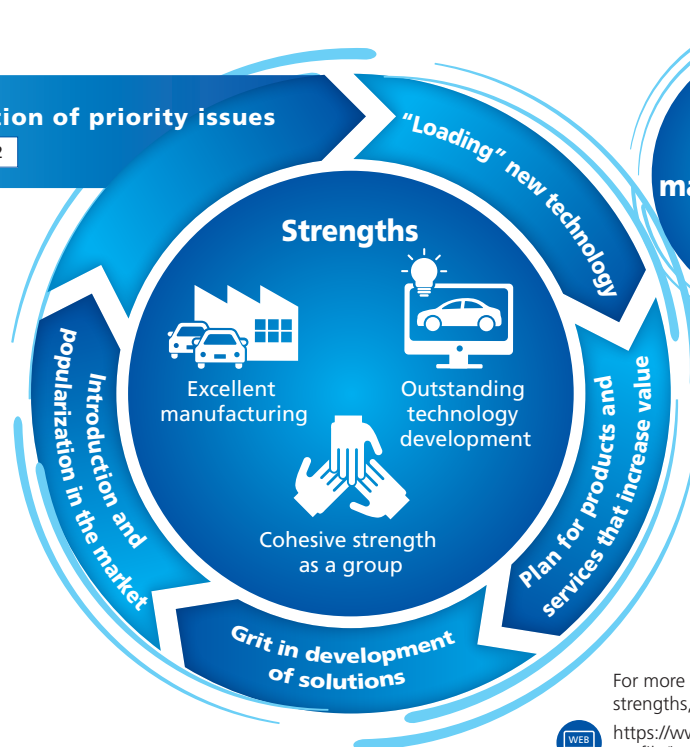 tion of priority issues
2
"Loading" new technology
ma
Strengths
Excellent
manufacturing
Outstanding
technology
development
Cohesive strength
as a group
Plan for products and
services that increase value
Grit in development
of solutions
Introduction and
popularization in the market
For more
strengths,
WEB
https://ww